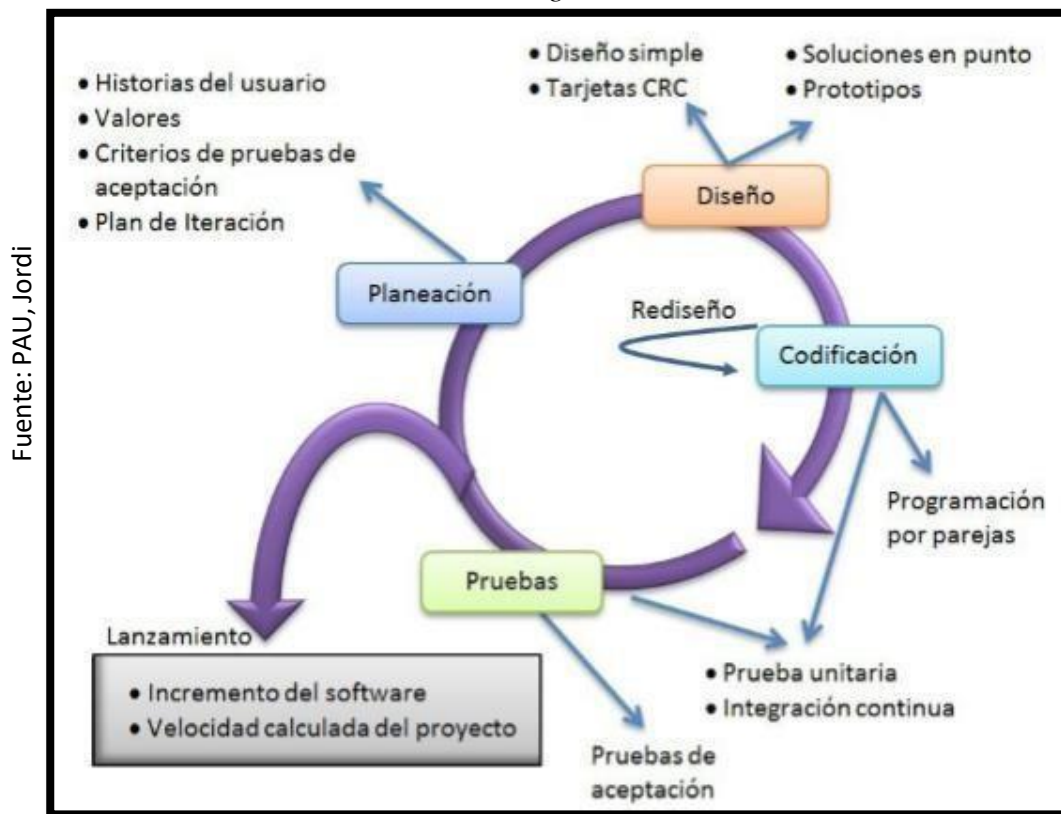 • Diseño simple
• Tarjetas CRC
• Soluciones en punto
• Prototipos
• Historias del usuario
• Valores
• Criterios de pruebas de
aceptación
• Plan de Iteración
Diseño
Planeación
Rediseño
Codificación
Programación
por parejas
Pruebas
Lanzamiento
• Incremento del software
• Velocidad calculada del proyecto
• Prueba unitaria
• Integración continua
Pruebas de
aceptación
Fuente: PAU, Jordi